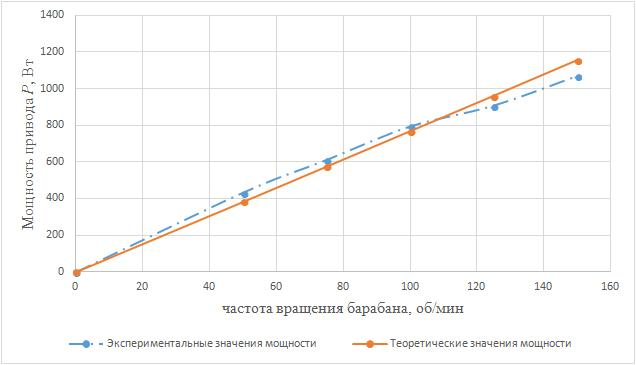 1400
1200
1000
800
600
400
200
0
Мощность привода P, Вт
0 20 40 60 80 100 120 140 160
частота вращения барабана, об/мин
Экспериментальные значения мощности
Теоретические значения мощности